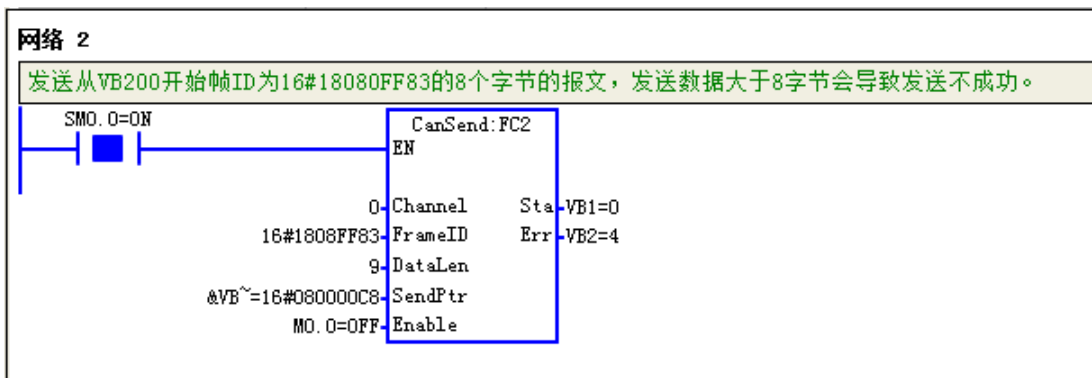 网络 2
发送从VB200开始帧ID为16#18080FF83的8个字节的报文，发送数据大于8字节会导致发送不成功。
SM0.0=ON
CanSend:FC2
EN
0 Channel Sta VB1=0
16#1808FF83 FrameID Err VB2=4
9 DataLen
&VB~=16#080000C8 SendPtr
M0.0=OFF Enable